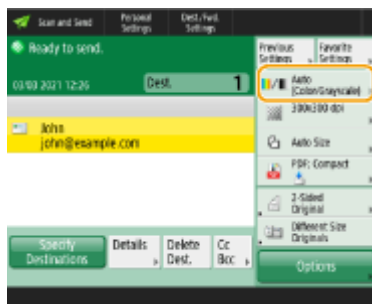 Scan and Send
Personal
Settings
Dest./Fwd.
Settings
Ready to send.
03/03 2021 12:26
Dest.
1
John
john@example.com
Specify
Destinations
Details
Delete
Dest.
Cc
Bcc
Previous
Settings
Favorite
Settings
Auto
(Color/Grayscale)
300x300 dpi
Auto Size
PDF; Compact
2-Sided
Original
Different Size
Originals
Options